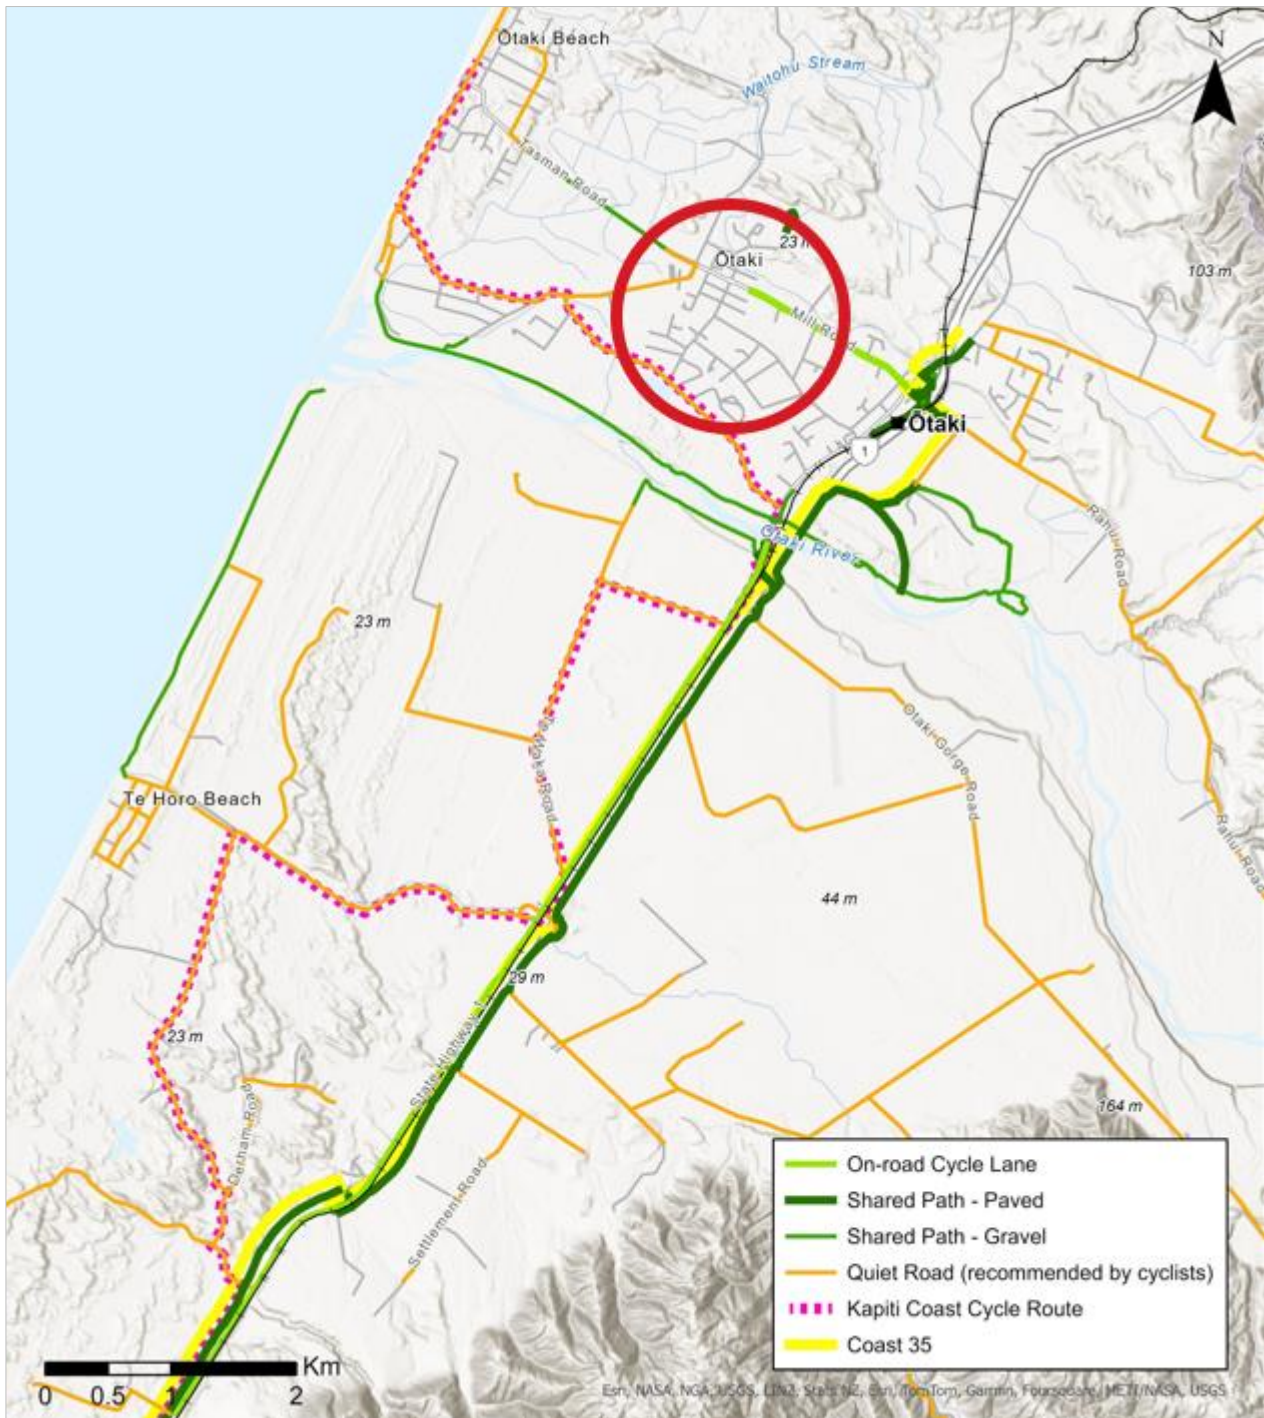 Ōtaki Beach
Waitohu Stream
N
Tasman Road
23 m
Ōtaki
103 m
Mill Road
Ōtaki
1
Rahui Road
Otaki River
23 m
Otaki Gorge Road
Te Horo Beach
Rahui Road
44 m
29 m
State Highway 1
23 m
Derham Road
164 m
Settlement Road
On-road Cycle Lane
Shared Path - Paved
Shared Path - Gravel
Quiet Road (recommended by cyclists)
Kapiti Coast Cycle Route
Coast 35
Km
0 0.5 1 2
Esri, NASA, NGA, USGS, LINZ, Stats NZ, Esri, TomTom, Garmin, Foursquare, METI/NASA, USGS